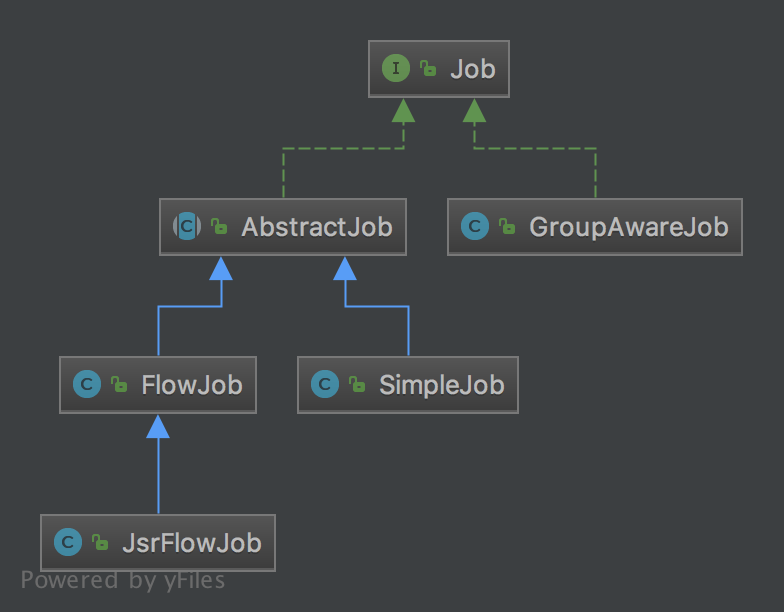 I Job
C AbstractJob
C GroupAwareJob
C FlowJob
C SimpleJob
C JsrFlowJob
Powered by yFiles